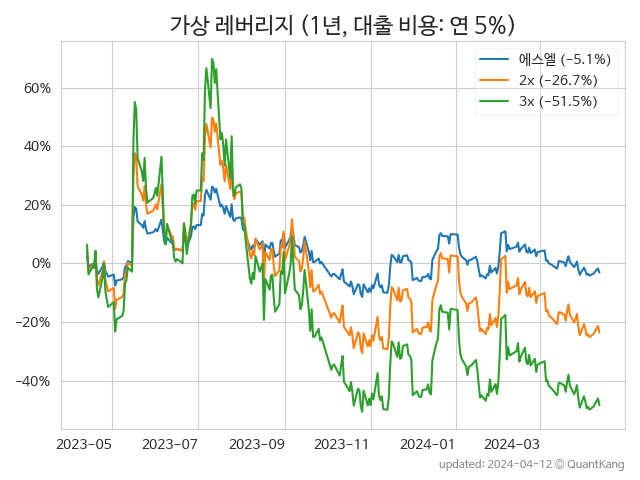 가상 레버리지 (1년, 대출 비용: 연 5%)
에스엘 (−5.1%)
2x (−26.7%)
3x (−51.5%)
60%
40%
20%
0%
−20%
−40%
2023-05 2023-07 2023-09 2023-11 2024-01 2024-03
updated: 2024-04-12 © QuantKang